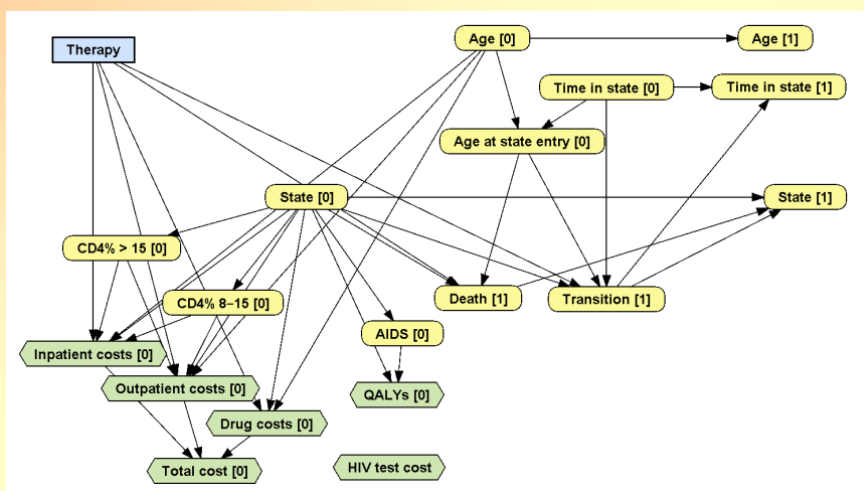 Therapy
Age [0]
Age [1]
Time in state [0]
Time in state [1]
Age at state entry [0]
State [0]
State [1]
CD4% > 15 [0]
CD4% 8–15 [0]
Death [1]
Transition [1]
AIDS [0]
Inpatient costs [0]
Outpatient costs [0]
QALYs [0]
Drug costs [0]
Total cost [0]
HIV test cost